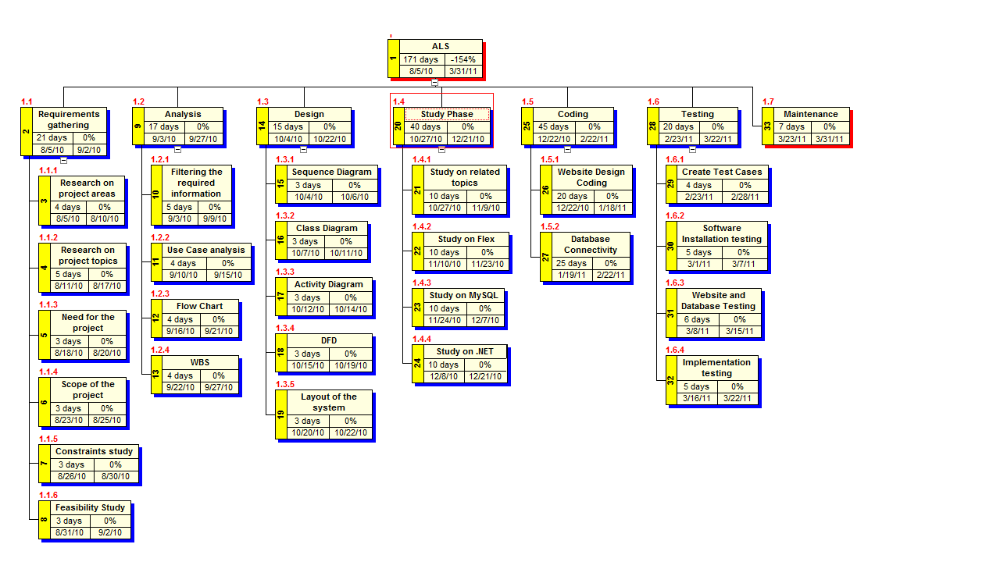 ALS
1
171 days -154%
8/5/10 3/31/11
1.1
Requirements
gathering
2
21 days 0%
8/5/10 9/2/10
1.1.1
Research on
project areas
3
4 days 0%
8/5/10 8/10/10
1.1.2
Research on
project topics
4
5 days 0%
8/11/10 8/17/10
1.1.3
Need for the
project
5
3 days 0%
8/18/10 8/20/10
1.1.4
Scope of the
project
6
3 days 0%
8/23/10 8/25/10
1.1.5
Constraints study
7
3 days 0%
8/26/10 8/30/10
1.1.6
Feasibility Study
8
3 days 0%
8/31/10 9/2/10
1.2
Analysis
9
17 days 0%
9/3/10 9/27/10
1.2.1
Filtering the
required
information
10
5 days 0%
9/3/10 9/9/10
1.2.2
Use Case analysis
11
4 days 0%
9/10/10 9/15/10
1.2.3
Flow Chart
12
4 days 0%
9/16/10 9/21/10
1.2.4
WBS
13
4 days 0%
9/22/10 9/27/10
1.3
Design
14
15 days 0%
10/4/10 10/22/10
1.3.1
Sequence Diagram
15
3 days 0%
10/4/10 10/6/10
1.3.2
Class Diagram
16
3 days 0%
10/7/10 10/11/10
1.3.3
Activity Diagram
17
3 days 0%
10/12/10 10/14/10
1.3.4
DFD
18
3 days 0%
10/15/10 10/19/10
1.3.5
Layout of the
system
19
3 days 0%
10/20/10 10/22/10
1.4
Study Phase
20
40 days 0%
10/27/10 12/21/10
1.4.1
Study on related
topics
21
10 days 0%
10/27/10 11/9/10
1.4.2
Study on Flex
22
10 days 0%
11/10/10 11/23/10
1.4.3
Study on MySQL
23
10 days 0%
11/24/10 12/7/10
1.4.4
Study on .NET
24
10 days 0%
12/8/10 12/21/10
1.5
Coding
25
45 days 0%
12/22/10 2/22/11
1.5.1
Website Design
Coding
26
20 days 0%
12/22/10 1/18/11
1.5.2
Database
Connectivity
27
25 days 0%
1/19/11 2/22/11
1.6
Testing
28
20 days 0%
2/23/11 3/22/11
1.6.1
Create Test Cases
29
4 days 0%
2/23/11 2/28/11
1.6.2
Software
Installation testing
30
5 days 0%
3/1/11 3/7/11
1.6.3
Website and
Database Testing
31
6 days 0%
3/8/11 3/15/11
1.6.4
Implementation
testing
32
5 days 0%
3/16/11 3/22/11
1.7
Maintenance
33
7 days 0%
3/23/11 3/31/11